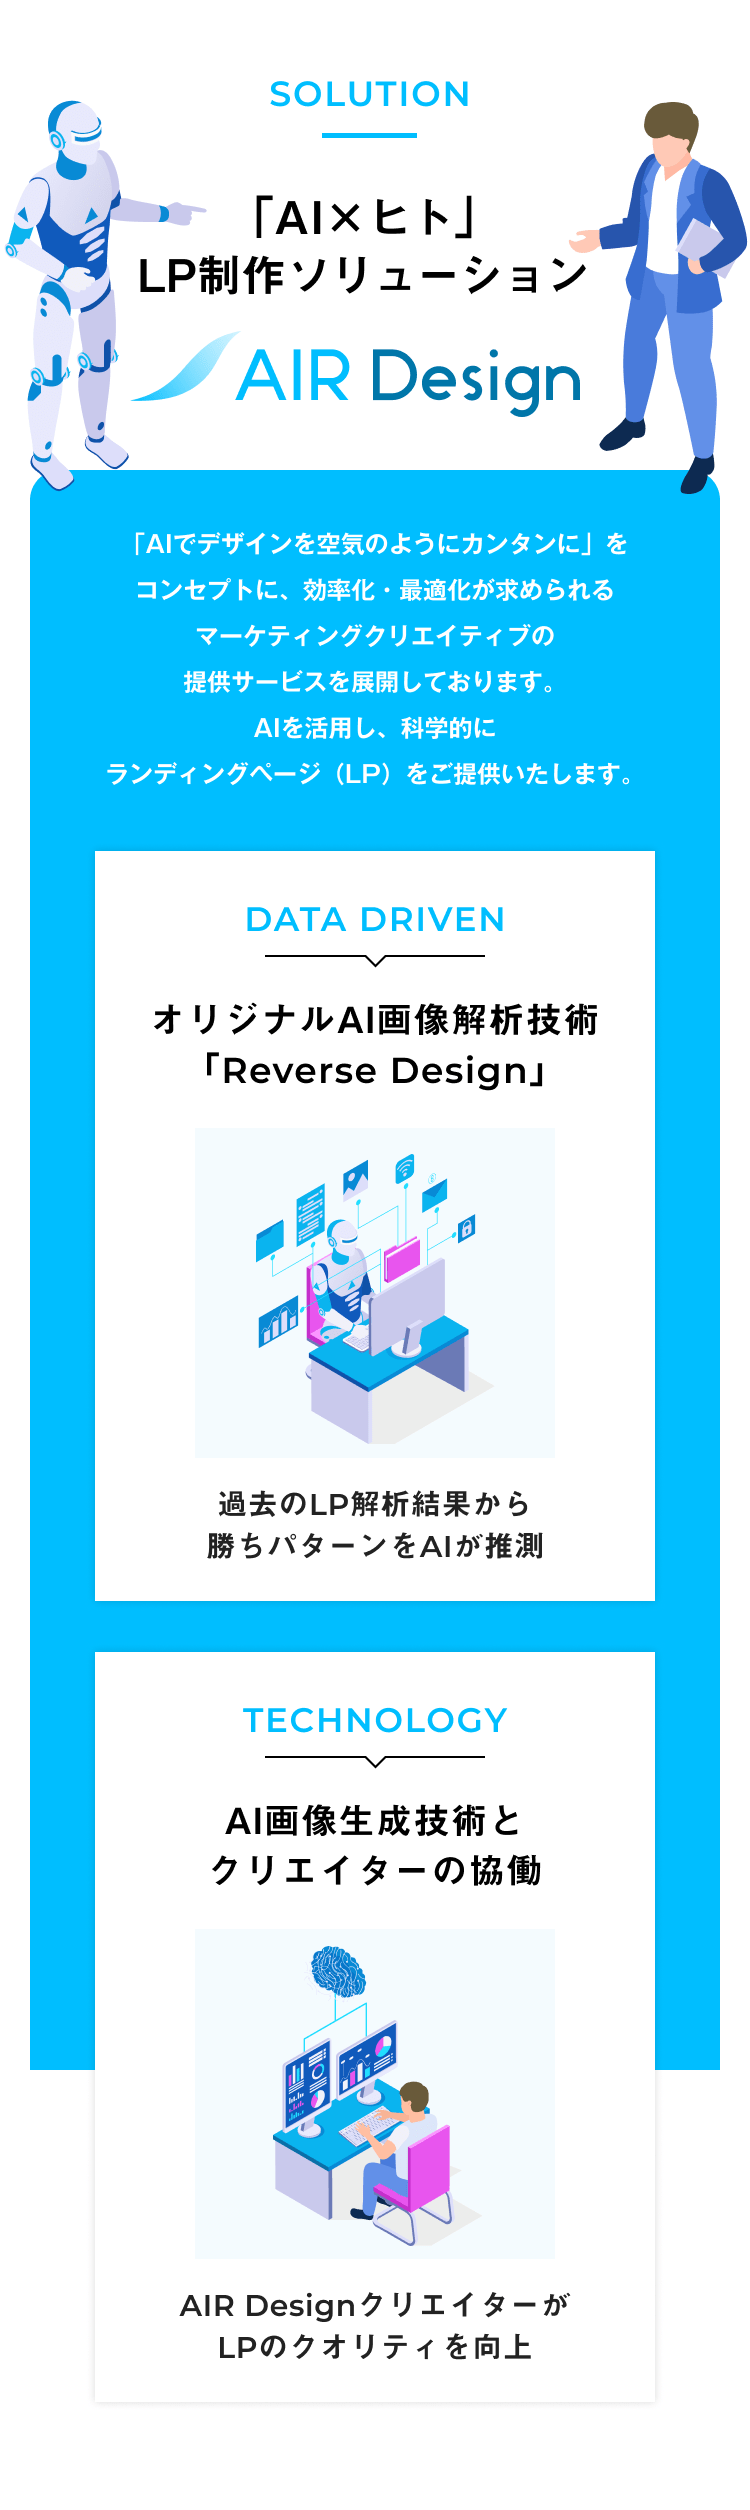 SOLUTION
「AI×ヒト」
LP制作ソリューション
AIR Design
「AIでデザインを空気のようにカンタンに」を
コンセプトに、効率化・最適化が求められる
マーケティングクリエイティブの
提供サービスを展開しております。
AIを活用し、科学的に
ランディングページ（LP）をご提供いたします。
DATA DRIVEN
オリジナルAI画像解析技術
「Reverse Design」
過去のLP解析結果から
勝ちパターンをAIが推測
TECHNOLOGY
AI画像生成技術と
クリエイターの協働
AIR Designクリエイターが
LPのクオリティを向上